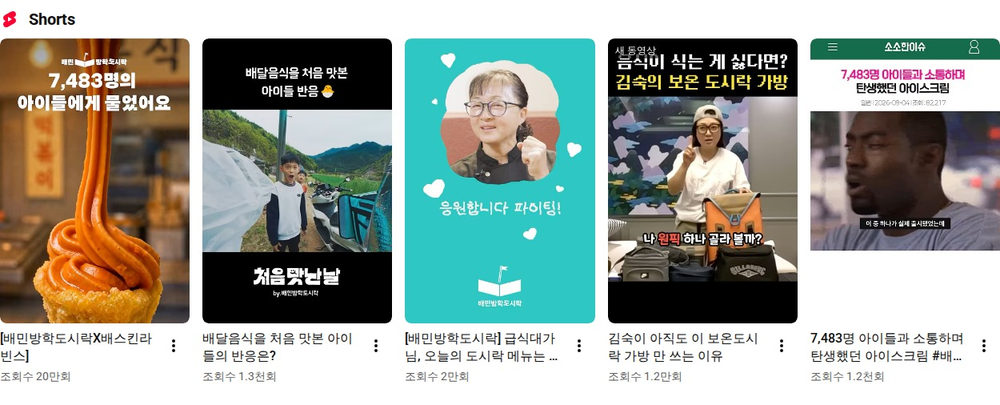 Shorts
배민 방학도시락
7,483명의
아이들에게 물었어요
[배민방학도시락X배스킨라
빈스]
조회수 20만회
배달음식을 처음 맛본
아이들 반응 🐣
처음맛난날
by.배민방학도시락
배달음식을 처음 맛본 아이
들의 반응은?
조회수 1.3천회
응원합니다 파이팅!
배민방학도시락
[배민방학도시락] 급식대가
님, 오늘의 도시락 메뉴는 ...
조회수 2만회
새 동영상
음식이 식는 게 싫다면?
김숙의 보온 도시락 가방
나 원픽 하나 골라 볼까?
BILLABONG
김숙이 아직도 이 보온도시
락 가방 만 쓰는 이유
조회수 1.2만회
소소한이슈
7,483명 아이들과 소통하며
탄생했던 아이스크림
일반 | 2026-09-04 | 조회: 82,217
이 중 하나가 실제 출시됐었는데
7,483명 아이들과 소통하며
탄생했던 아이스크림 #배...
조회수 1.2천회